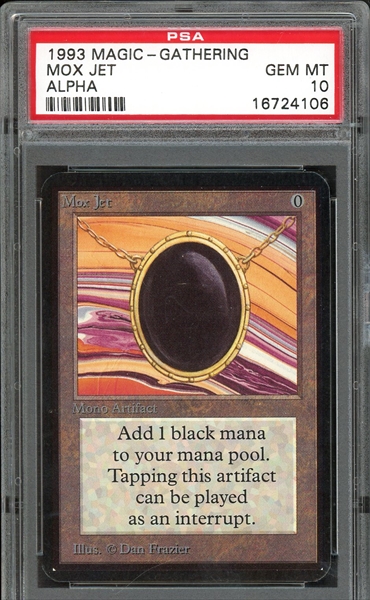 PSA
1993 MAGIC - GATHERING
MOX JET GEM MT
ALPHA 10
16724106
Mox Jet 0
Mono Artifact
Add 1 black mana
to your mana pool.
Tapping this artifact
can be played
as an interrupt.
Illus. © Dan Frazier